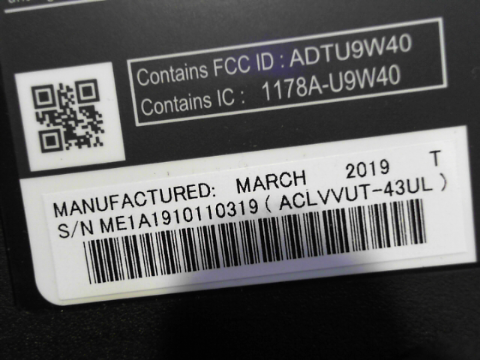 Contains FCC ID : ADTU9W40
Contains IC : 1178A-U9W40
MANUFACTURED: MARCH 2019 T
S/N ME1A1910110319 ( ACLVVUT-43UL )